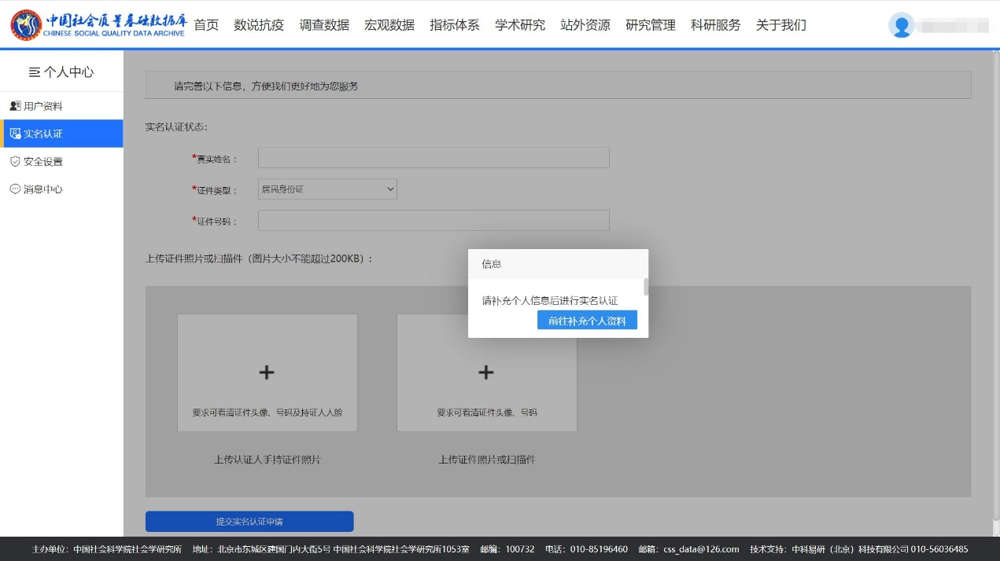 中国社会质量基础数据库
CHINESE SOCIAL QUALITY DATA ARCHIVE
首页 数说抗疫 调查数据 宏观数据 指标体系 学术研究 站外资源 研究管理 科研服务 关于我们
个人中心
用户资料
实名认证
安全设置
消息中心
请完善以下信息，方便我们更好地为您服务
实名认证状态：
*真实姓名：
*证件类型： 居民身份证
*证件号码：
上传证件照片或扫描件（图片大小不能超过200KB）：
信息
请补充个人信息后进行实名认证
前往补充个人资料
要求可看清证件头像、号码及持证人人脸 要求可看清证件头像、号码
上传认证人手持证件照片 上传证件照片或扫描件
提交实名认证申请
主办单位：中国社会科学院社会学研究所 地址：北京市东城区建国门内大街5号 中国社会科学院社会学研究所1053室 邮编：100732 电话：010-85196460 邮箱：css_data@126.com 技术支持：中科易研（北京）科技有限公司 010-56036485